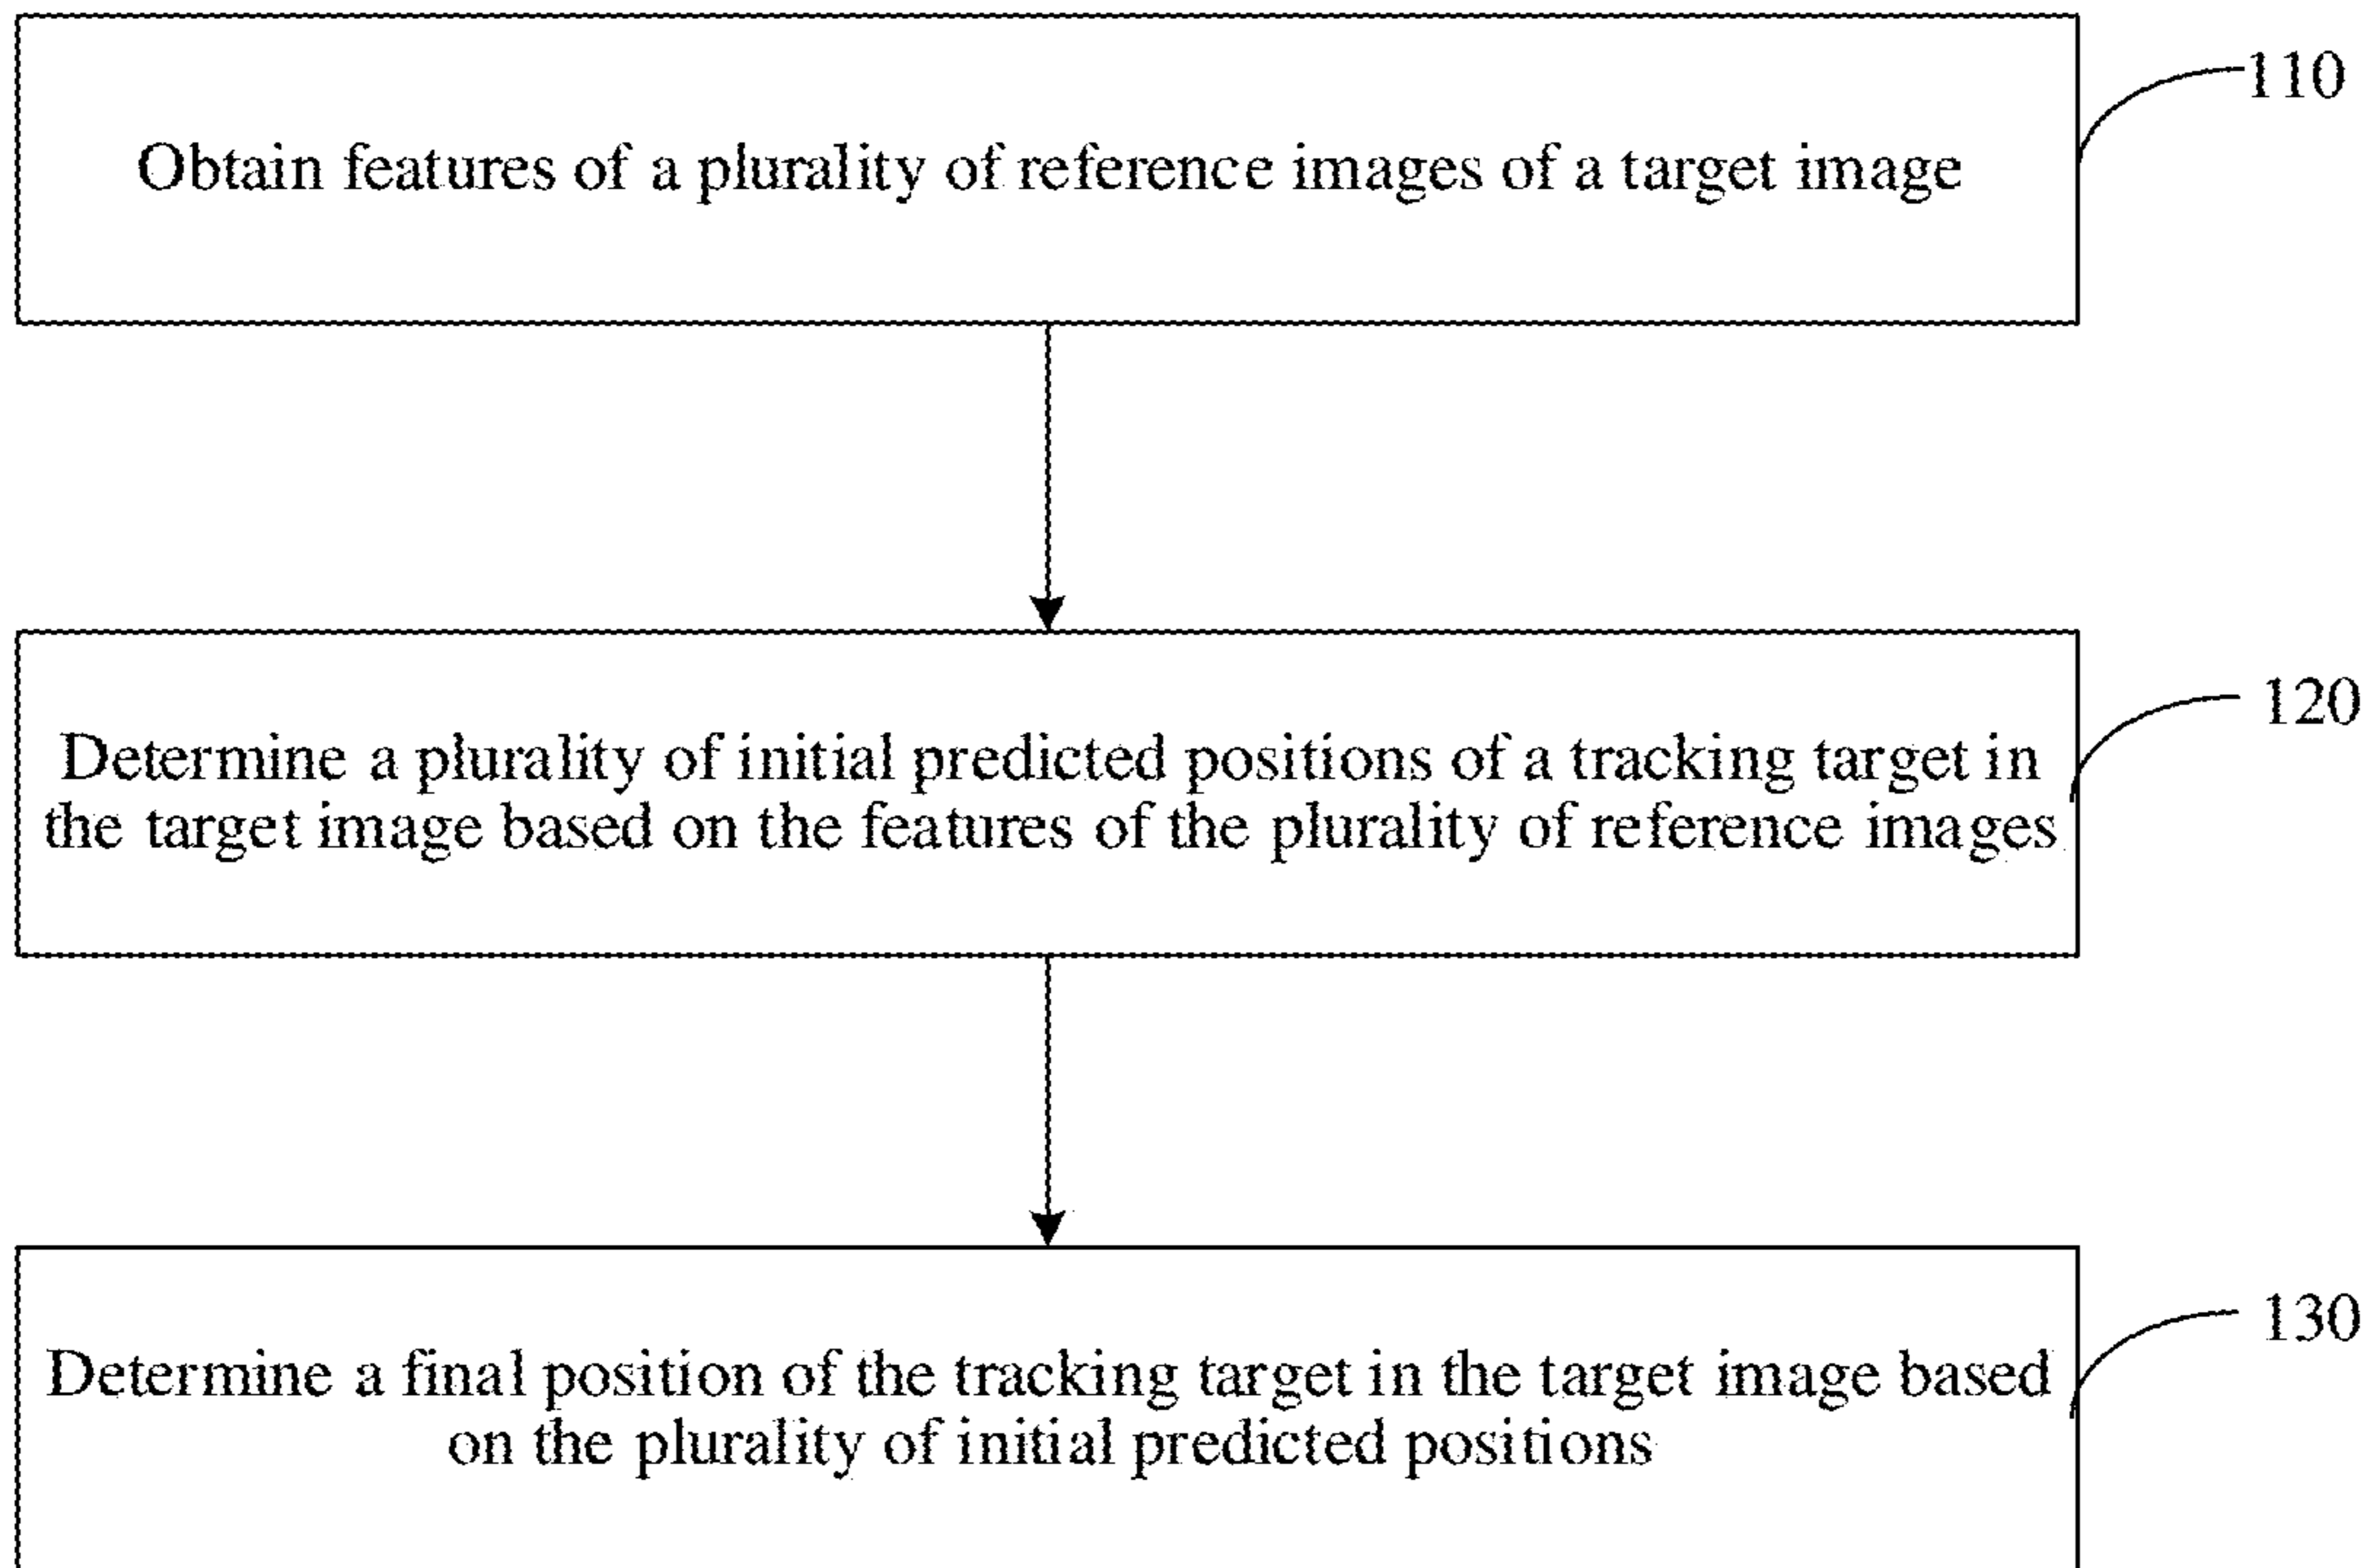 110
Obtain features of a plurality of reference images of a target image
120
Determine a plurality of initial predicted positions of a tracking target in
the target image based on the features of the plurality of reference images
130
Determine a final position of the tracking target in the target image based
on the plurality of initial predicted positions